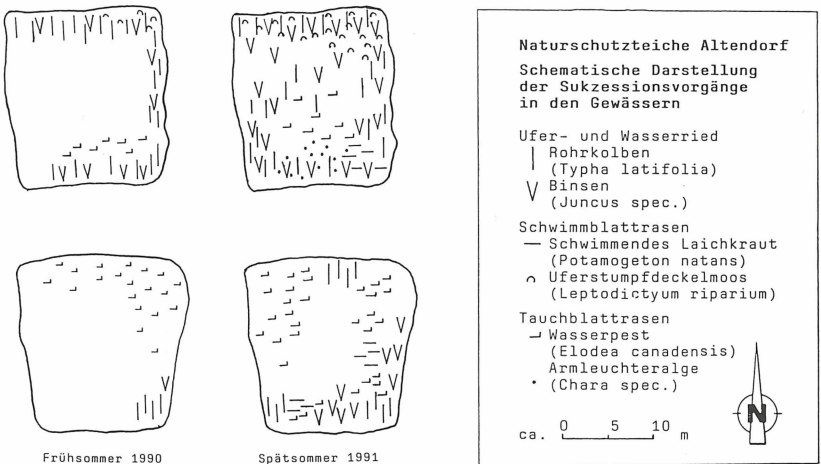 Naturschutzteiche Altendorf
Schematische Darstellung
der Sukzessionsvorgänge
in den Gewässern
Ufer- und Wasserried
Rohrkolben
(Typha latifolia)
Binsen
(Juncus spec.)
Schwimmblattrasen
Schwimmendes Laichkraut
(Potamogeton natans)
Uferstumpfdeckelmoos
(Leptodictyum riparium)
Tauchblattrasen
Wasserpest
(Elodea canadensis)
Armleuchteralge
(Chara spec.)
ca. 0 5 10 m
N
Frühsommer 1990
Spätsommer 1991